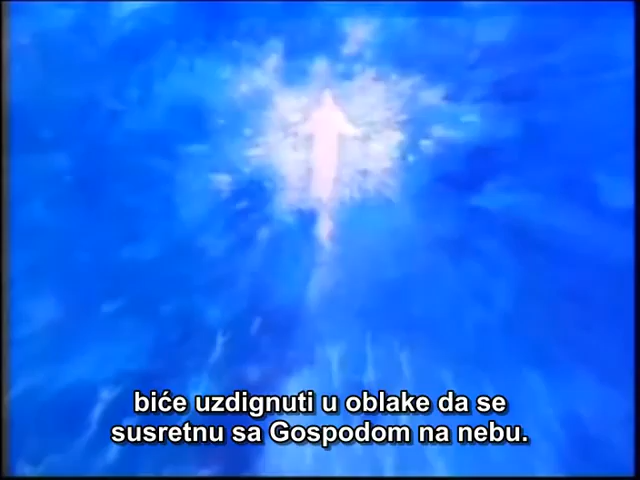 biće uzdignuti u oblake da se
susretnu sa Gospodom na nebu.